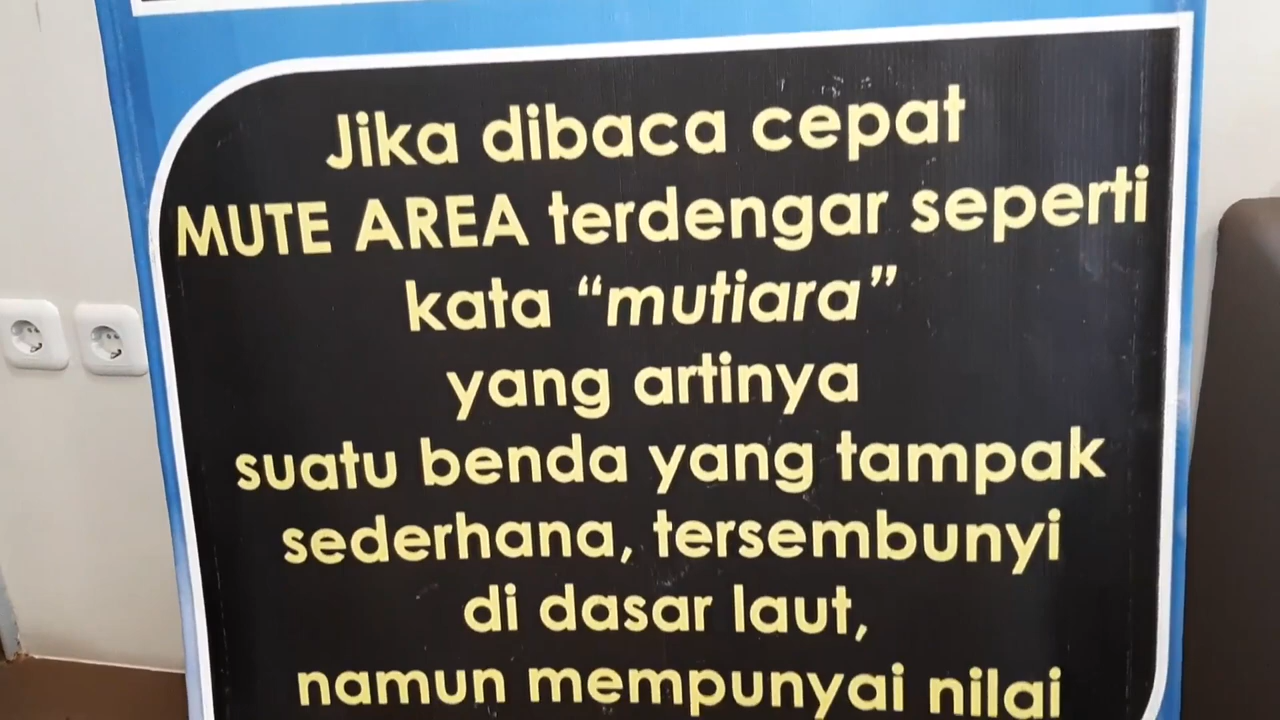 Jika dibaca cepat
MUTE AREA terdengar seperti
kata “mutiara”
yang artinya
suatu benda yang tampak
sederhana, tersembunyi
di dasar laut,
namun mempunyai nilai